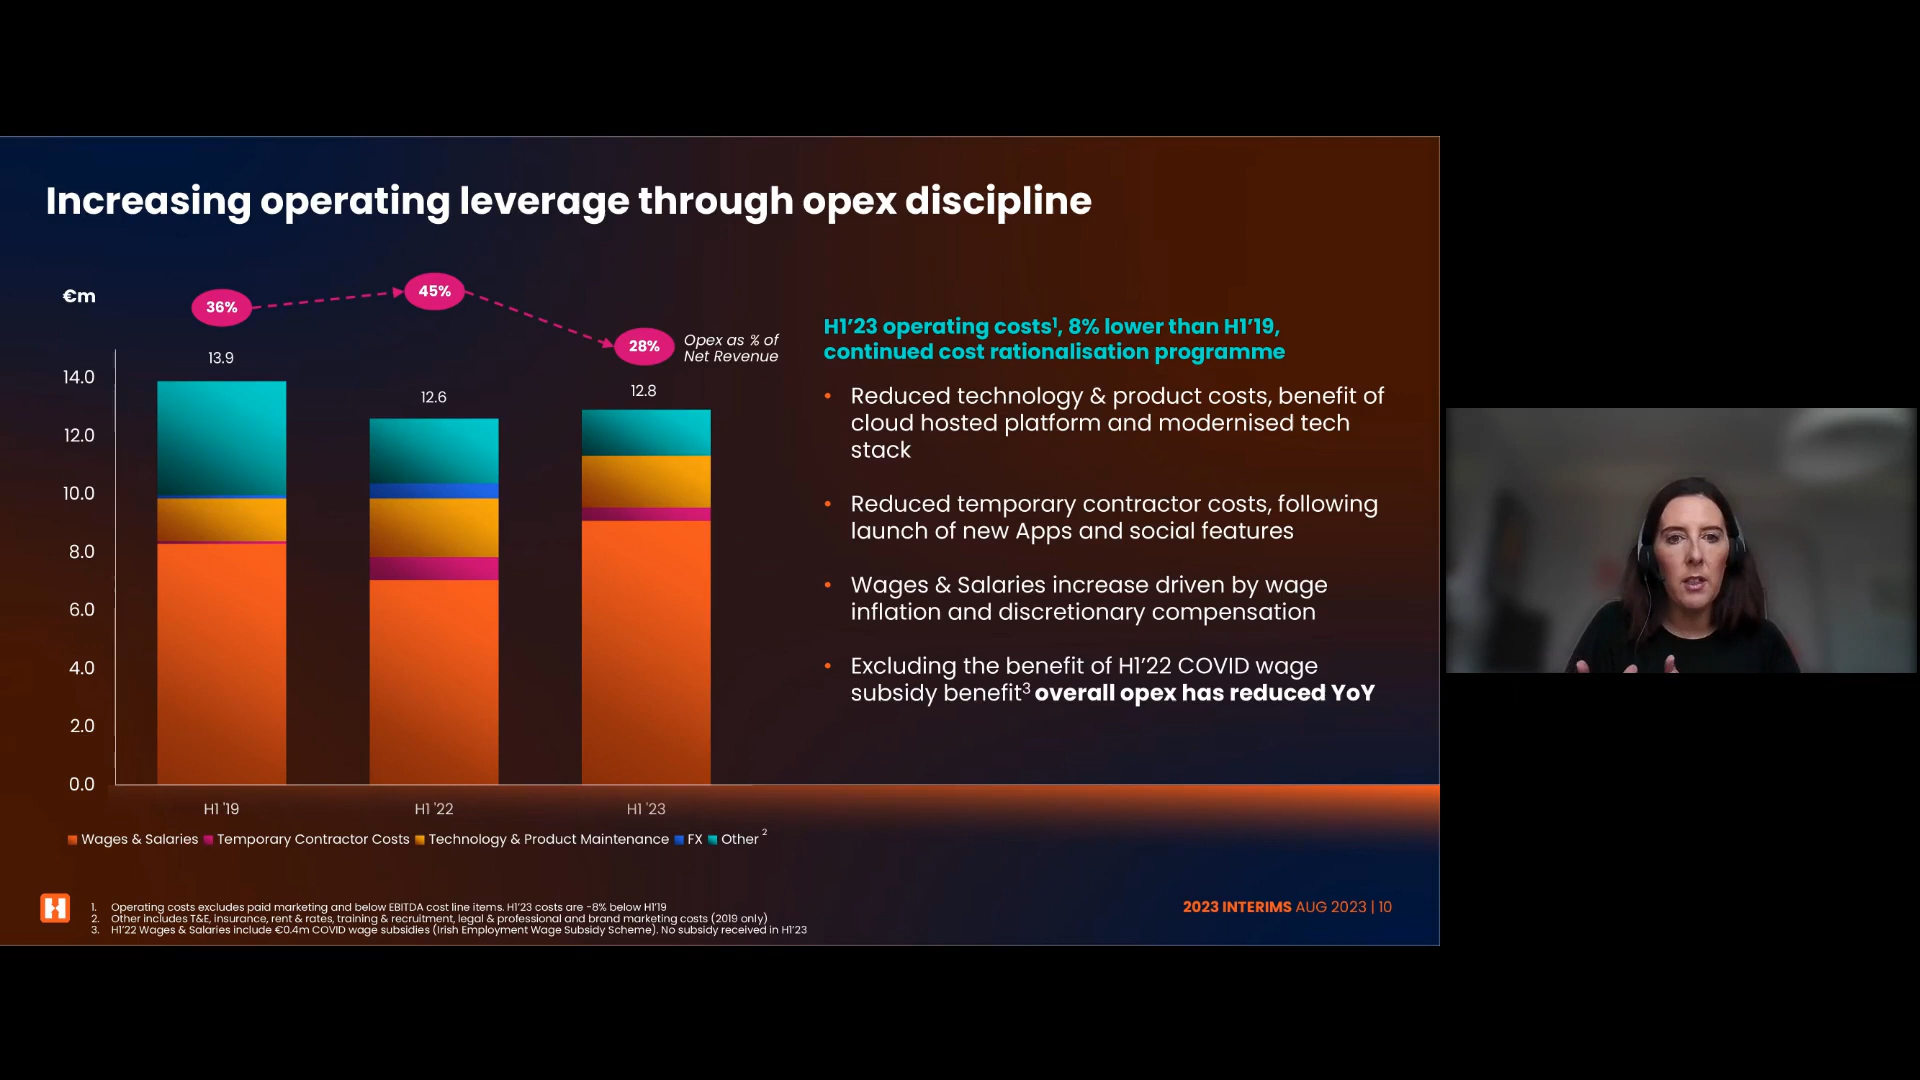 Increasing operating leverage through opex discipline
€m
36%
45%
28%
Opex as % of
Net Revenue
13.9
12.6
12.8
14.0
12.0
10.0
8.0
6.0
4.0
2.0
0.0
H1 '19
H1 '22
H1 '23
Wages & Salaries Temporary Contractor Costs Technology & Product Maintenance FX Other 2
H1’23 operating costs1, 8% lower than H1’19,
continued cost rationalisation programme
• Reduced technology & product costs, benefit of
cloud hosted platform and modernised tech
stack
• Reduced temporary contractor costs, following
launch of new Apps and social features
• Wages & Salaries increase driven by wage
inflation and discretionary compensation
• Excluding the benefit of H1’22 COVID wage
subsidy benefit3 overall opex has reduced YoY
H
1. Operating costs excludes paid marketing and below EBITDA cost line items. H1’23 costs are -8% below H1’19
2. Other includes T&E, insurance, rent & rates, training & recruitment, legal & professional and brand marketing costs (2019 only)
3. H1’22 Wages & Salaries include €0.4m COVID wage subsidies (Irish Employment Wage Subsidy Scheme). No subsidy received in H1’23
2023 INTERIMS AUG 2023 | 10